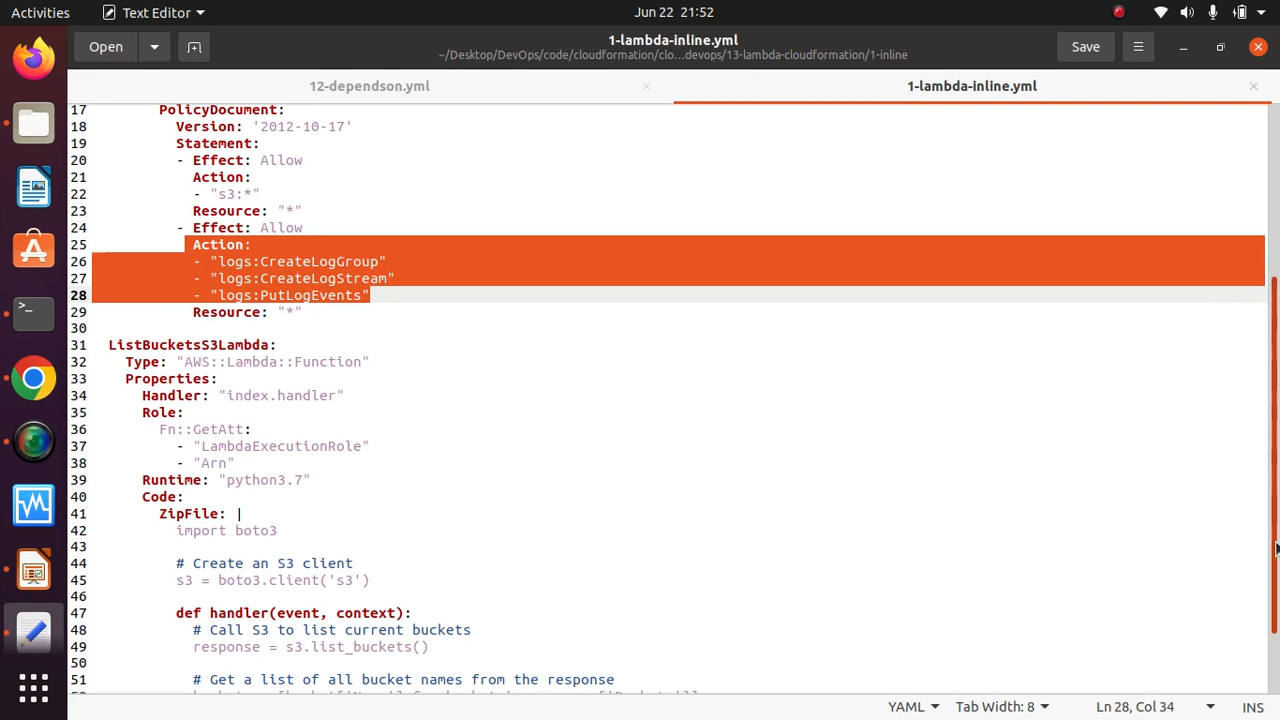 Activities
Text Editor
Jun 22 21:52
Open
1-lambda-inline.yml
~/Desktop/DevOps/code/cloudformation/clo...devops/13-lambda-cloudformation/1-inline
Save
12-dependson.yml
1-lambda-inline.yml
17 PolicyDocument:
18 Version: '2012-10-17'
19 Statement:
20 - Effect: Allow
21 Action:
22 - "s3:*"
23 Resource: "*"
24 - Effect: Allow
25 Action:
26 - "logs:CreateLogGroup"
27 - "logs:CreateLogStream"
28 - "logs:PutLogEvents"
29 Resource: "*"
30
31 ListBucketsS3Lambda:
32 Type: "AWS::Lambda::Function"
33 Properties:
34 Handler: "index.handler"
35 Role:
36 Fn::GetAtt:
37 - "LambdaExecutionRole"
38 - "Arn"
39 Runtime: "python3.7"
40 Code:
41 ZipFile: |
42 import boto3
43
44 # Create an S3 client
45 s3 = boto3.client('s3')
46
47 def handler(event, context):
48 # Call S3 to list current buckets
49 response = s3.list_buckets()
50
51 # Get a list of all bucket names from the response
YAML
Tab Width: 8
Ln 28, Col 34
INS